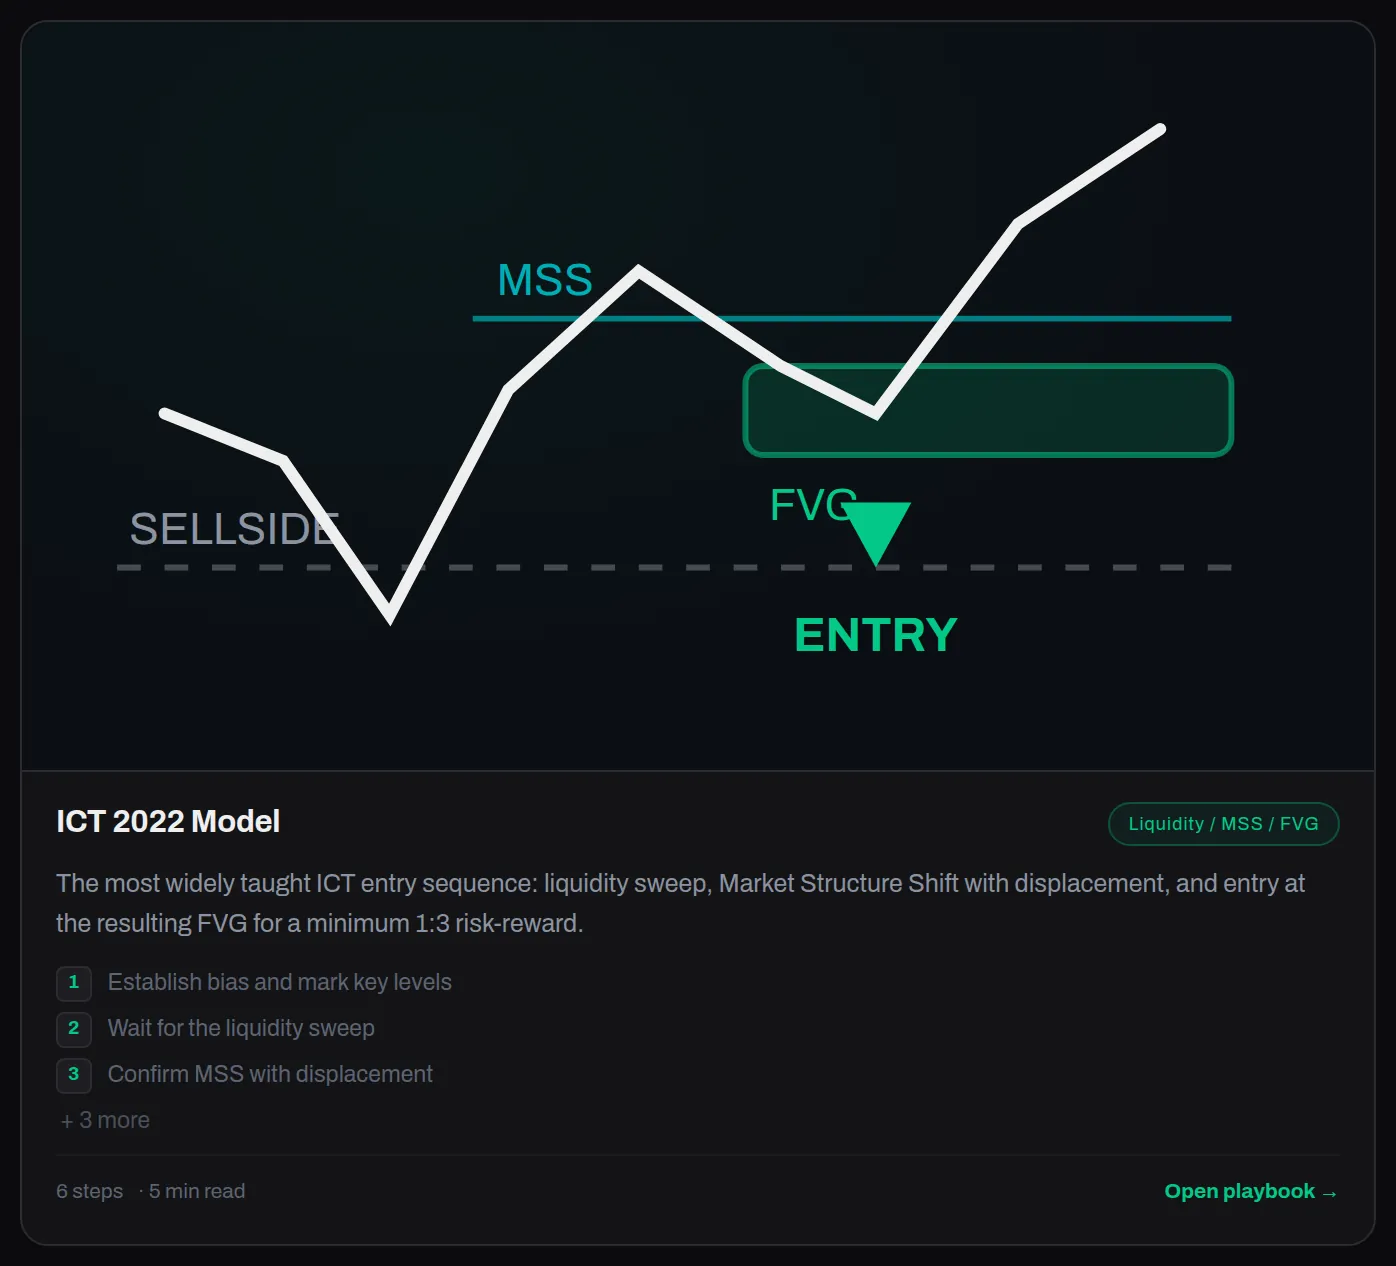 MSS
FVG
SELLSIDE
ENTRY
ICT 2022 Model
Liquidity / MSS / FVG
The most widely taught ICT entry sequence: liquidity sweep, Market Structure Shift with displacement, and entry at
the resulting FVG for a minimum 1:3 risk-reward.
1 Establish bias and mark key levels
2 Wait for the liquidity sweep
3 Confirm MSS with displacement
+ 3 more
6 steps · 5 min read
Open playbook →